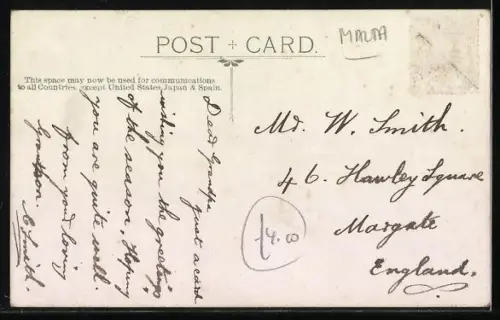 POST CARD.
MALTA
This space may now be used for communications
to all Countries, except United States, Japan & Spain.
Dear Grandpa
just a card
wishing you the greetings
of the season, Hoping
you are quite well.
from your loving
Grandson.
C. Smith.
Mr. W. Smith.
46. Hawley Square
Margate
England.
£4.00